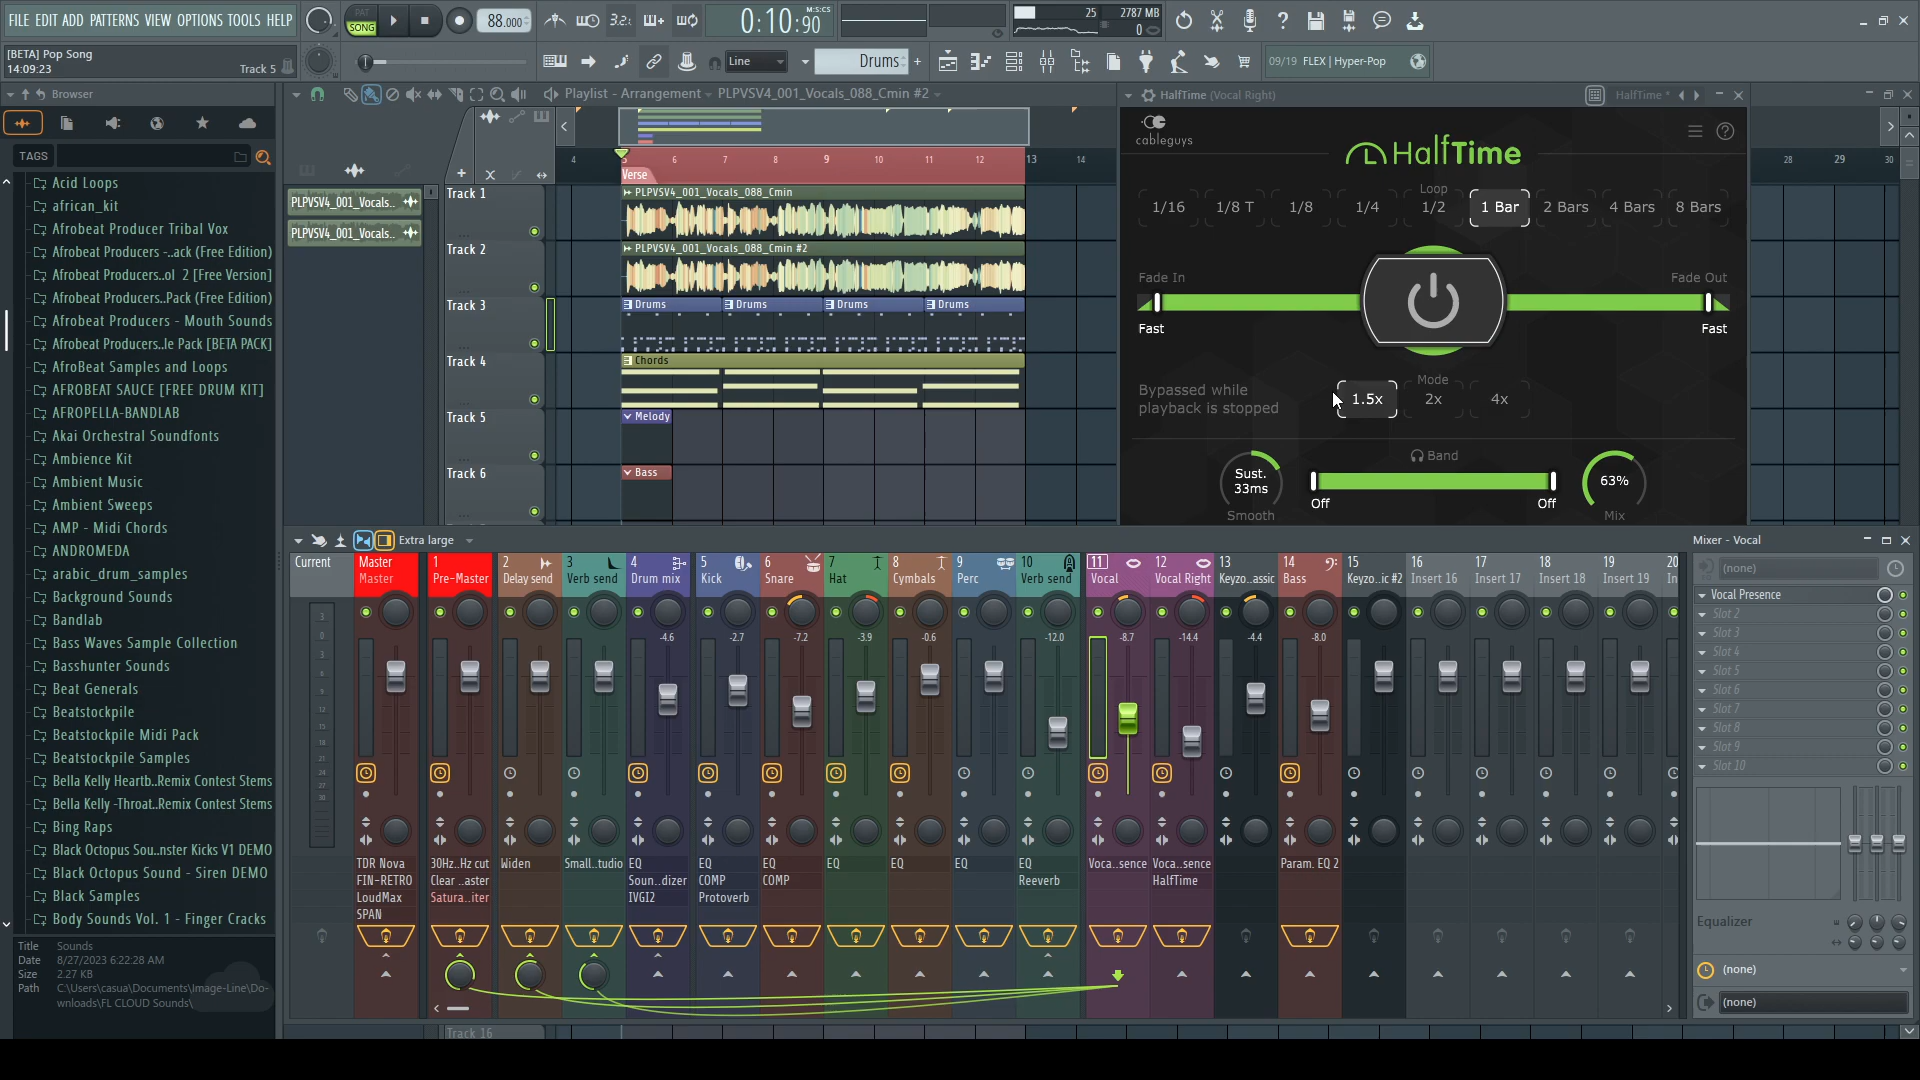 FILE EDIT ADD PATTERNS VIEW OPTIONS TOOLS HELP
PAT
SONG
88.000
3.2
0:10:90
M:S:CS
25
2787 MB
0
[BETA] Pop Song
14:09:23
Track 5
Line
Drums
+
09/19 FLEX | Hyper-Pop
Browser
Playlist - Arrangement
PLPVSV4_001_Vocals_088_Cmin #2
HalfTime (Vocal Right)
HalfTime *
TAGS
Acid Loops
african_kit
Afrobeat Producer Tribal Vox
Afrobeat Producers -..ack (Free Edition)
Afrobeat Producers..ol 2 [Free Version]
Afrobeat Producers..Pack (Free Edition)
Afrobeat Producers - Mouth Sounds
Afrobeat Producers..le Pack [BETA PACK]
AfroBeat Samples and Loops
AFROBEAT SAUCE [FREE DRUM KIT]
AFROPELLA-BANDLAB
Akai Orchestral Soundfonts
Ambience Kit
Ambient Music
Ambient Sweeps
AMP - Midi Chords
ANDROMEDA
arabic_drum_samples
Background Sounds
Bandlab
Bass Waves Sample Collection
Basshunter Sounds
Beat Generals
Beatstockpile
Beatstockpile Midi Pack
Beatstockpile Samples
Bella Kelly Heartb..Remix Contest Stems
Bella Kelly -Throat..Remix Contest Stems
Bing Raps
Black Octopus Sou..nster Kicks V1 DEMO
Black Octopus Sound - Siren DEMO
Black Samples
Body Sounds Vol. 1 - Finger Cracks
Title Sounds
Date 8/27/2023 6:22:28 AM
Size 2.27 KB
Path C:\Users\casua\Documents\Image-Line\Do-
wnloads\FL CLOUD Sounds\
PLPVSV4_001_Vocals..
PLPVSV4_001_Vocals..
4 5 6 7 8 9 10 11 12 13 14
28 29 30
Verse
Track 1
PLPVSV4_001_Vocals_088_Cmin
Track 2
PLPVSV4_001_Vocals_088_Cmin #2
Track 3
Drums Drums Drums Drums
Track 4
Chords
Track 5
Melody
Track 6
Bass
Track 16
cableguys
HalfTime
Loop
1/16 1/8 T 1/8 1/4 1/2 1 Bar 2 Bars 4 Bars 8 Bars
Fade In
Fade Out
Fast
Fast
Bypassed while
playback is stopped
Mode
1.5x 2x 4x
Band
Sust.
33ms
63%
Off
Off
Smooth
Mix
Extra large
Current
Master
Master
1
Pre-Master
2
Delay send
3
Verb send
4
Drum mix
5
Kick
6
Snare
7
Hat
8
Cymbals
9
Perc
10
Verb send
11
Vocal
12
Vocal Right
13
Keyzo..assic
14
Bass
15
Keyzo..ic #2
16
Insert 16
17
Insert 17
18
Insert 18
19
Insert 19
20
Ins
-4.6 -2.7 -7.2 -3.9 -0.6 -12.0 -8.7 -14.4 -4.4 -8.0
3
0
3
6
9
12
15
18
21
24
27
30
TDR Nova
FIN-RETRO
LoudMax
SPAN
30Hz..Hz cut
Clear ..aster
Satura..iter
Widen
Small..tudio
EQ
Soun..dizer
IVGI2
EQ
COMP
Protoverb
EQ
COMP
EQ
EQ
EQ
EQ
Reeverb
Voca..sence
Voca..sence
HalfTime
Param. EQ 2
Mixer - Vocal
(none)
Vocal Presence
Slot 2
Slot 3
Slot 4
Slot 5
Slot 6
Slot 7
Slot 8
Slot 9
Slot 10
Equalizer
(none)
(none)